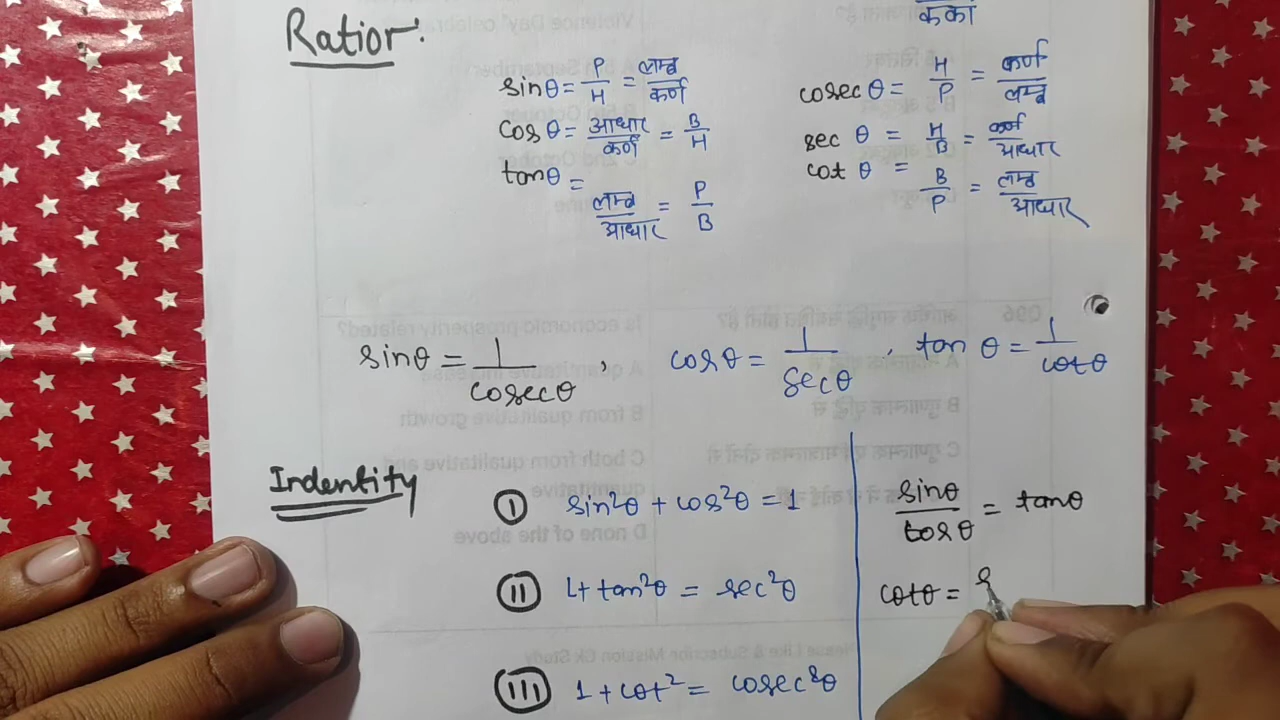 कर्का
Ratior.
sinθ = P/H = लम्ब/कर्ण
cosθ = आधार/कर्ण = B/H
tanθ = लम्ब/आधार = P/B
cosecθ = H/P = कर्ण/लम्ब
sec θ = H/B = कर्ण/आधार
cot θ = B/P = लम्ब/आधार
sinθ = 1/cosecθ , cosθ = 1/secθ , tan θ = 1/cotθ
Indentity
I sin²θ + cos²θ = 1
II 1+ tan²θ = sec²θ
III 1 + cot² = cosec²θ
sinθ/cosθ = tanθ
cotθ =